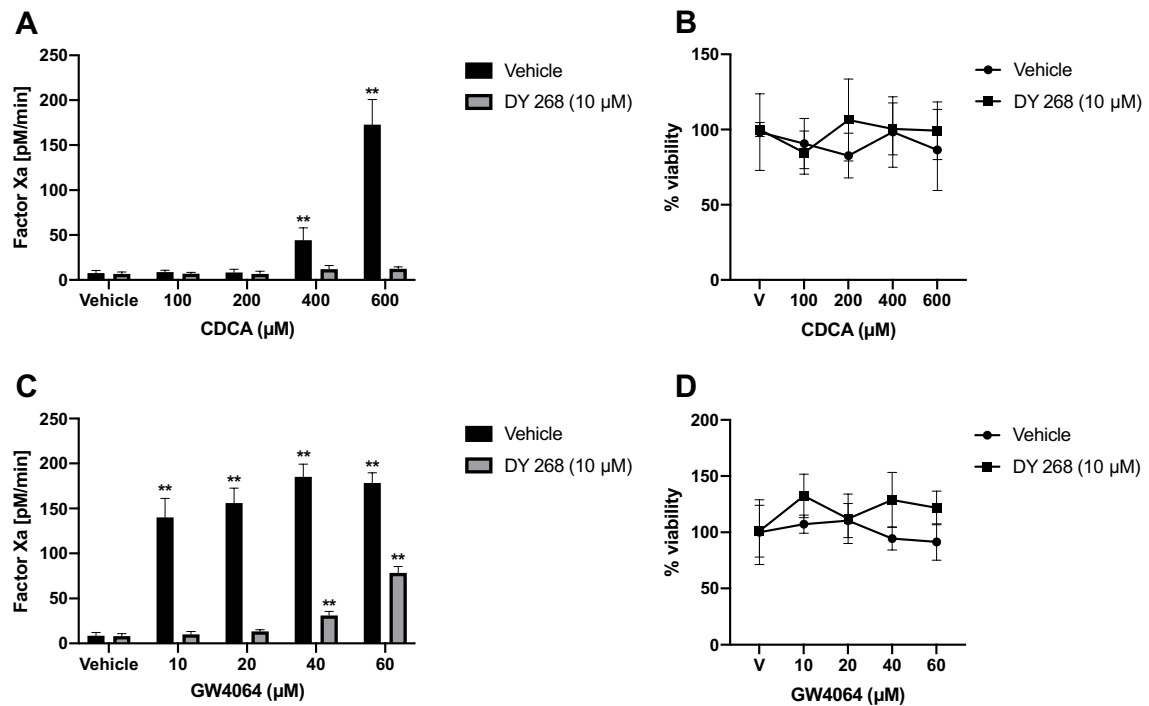 A
Factor Xa [pM/min]
250
200
150
100
50
0
**
**
Vehicle 100 200 400 600
CDCA (µM)
Vehicle
DY 268 (10 µM)
B
% viability
150
100
50
0
V 100 200 400 600
CDCA (µM)
Vehicle
DY 268 (10 µM)
C
Factor Xa [pM/min]
250
200
150
100
50
0
**
**
**
**
**
**
Vehicle 10 20 40 60
GW4064 (µM)
Vehicle
DY 268 (10 µM)
D
% viability
200
150
100
50
0
V 10 20 40 60
GW4064 (µM)
Vehicle
DY 268 (10 µM)